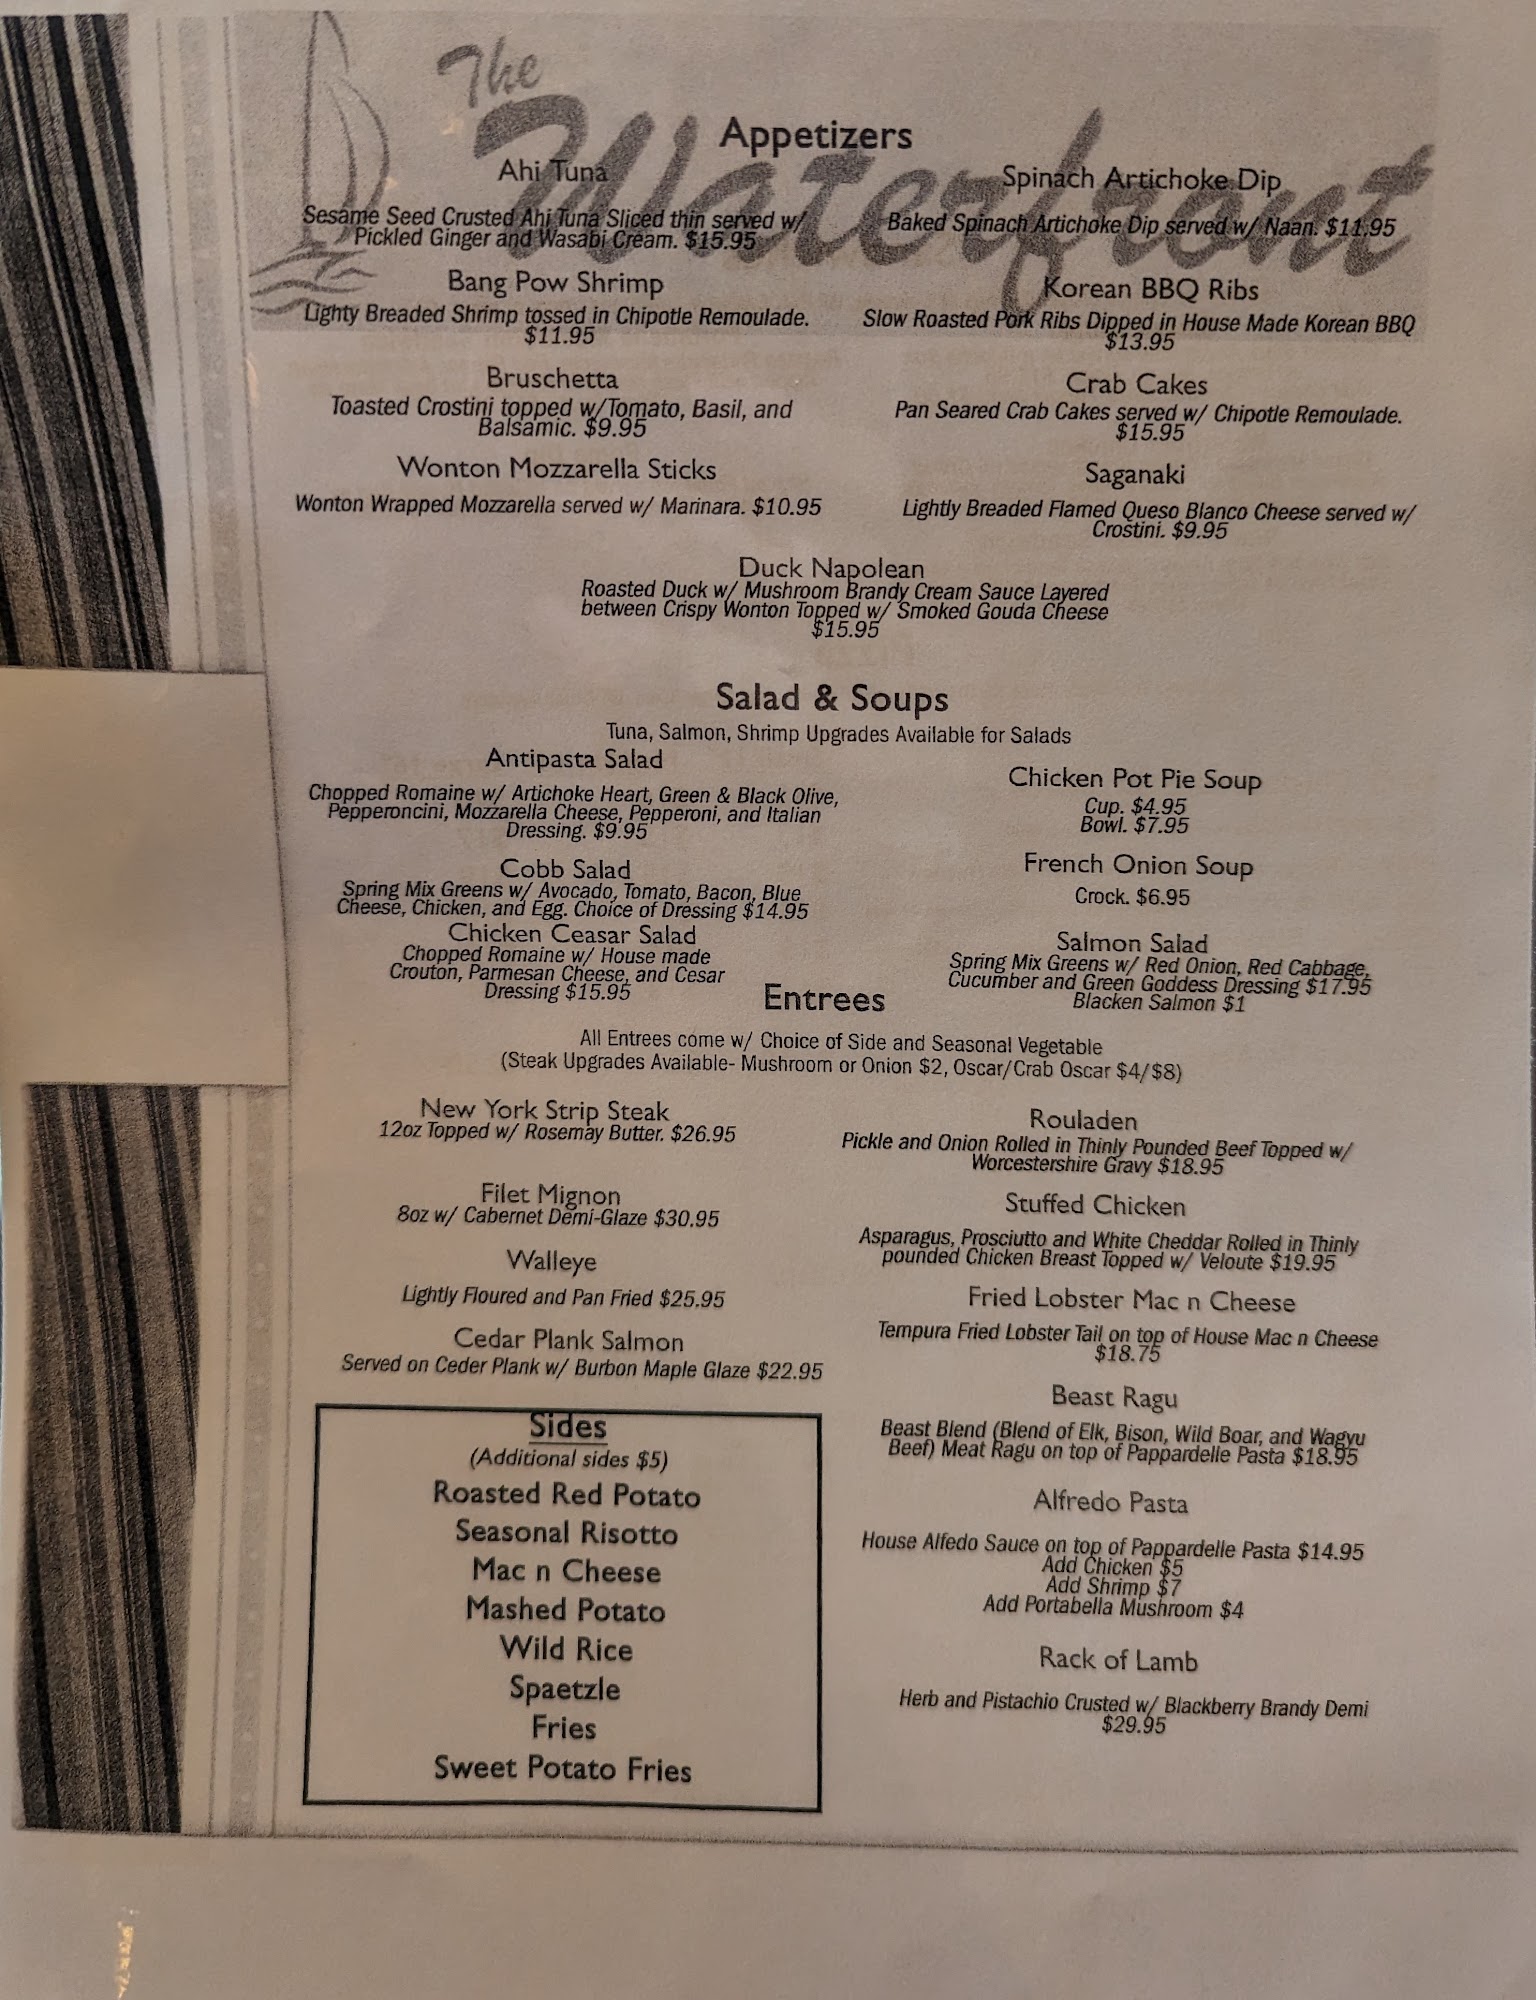 The
Waterfront
Appetizers
Ahi Tuna
Sesame Seed Crusted Ahi Tuna Sliced thin served w/
Pickled Ginger and Wasabi Cream. $15.95
Bang Pow Shrimp
Lighty Breaded Shrimp tossed in Chipotle Remoulade.
$11.95
Bruschetta
Toasted Crostini topped w/Tomato, Basil, and
Balsamic. $9.95
Wonton Mozzarella Sticks
Wonton Wrapped Mozzarella served w/ Marinara. $10.95
Spinach Artichoke Dip
Baked Spinach Artichoke Dip served w/ Naan. $11.95
Korean BBQ Ribs
Slow Roasted Pork Ribs Dipped in House Made Korean BBQ
$13.95
Crab Cakes
Pan Seared Crab Cakes served w/ Chipotle Remoulade.
$15.95
Saganaki
Lightly Breaded Flamed Queso Blanco Cheese served w/
Crostini. $9.95
Duck Napolean
Roasted Duck w/ Mushroom Brandy Cream Sauce Layered
between Crispy Wonton Topped w/ Smoked Gouda Cheese
$15.95
Salad & Soups
Tuna, Salmon, Shrimp Upgrades Available for Salads
Antipasta Salad
Chopped Romaine w/ Artichoke Heart, Green & Black Olive,
Pepperoncini, Mozzarella Cheese, Pepperoni, and Italian
Dressing. $9.95
Cobb Salad
Spring Mix Greens w/ Avocado, Tomato, Bacon, Blue
Cheese, Chicken, and Egg. Choice of Dressing $14.95
Chicken Ceasar Salad
Chopped Romaine w/ House made
Crouton, Parmesan Cheese, and Cesar
Dressing $15.95
Chicken Pot Pie Soup
Cup. $4.95
Bowl. $7.95
French Onion Soup
Crock. $6.95
Salmon Salad
Spring Mix Greens w/ Red Onion, Red Cabbage,
Cucumber and Green Goddess Dressing $17.95
Blacken Salmon $1
Entrees
All Entrees come w/ Choice of Side and Seasonal Vegetable
(Steak Upgrades Available- Mushroom or Onion $2, Oscar/Crab Oscar $4/$8)
New York Strip Steak
12oz Topped w/ Rosemay Butter. $26.95
Filet Mignon
8oz w/ Cabernet Demi-Glaze $30.95
Walleye
Lightly Floured and Pan Fried $25.95
Cedar Plank Salmon
Served on Ceder Plank w/ Burbon Maple Glaze $22.95
Sides
(Additional sides $5)
Roasted Red Potato
Seasonal Risotto
Mac n Cheese
Mashed Potato
Wild Rice
Spaetzle
Fries
Sweet Potato Fries
Rouladen
Pickle and Onion Rolled in Thinly Pounded Beef Topped w/
Worcestershire Gravy $18.95
Stuffed Chicken
Asparagus, Prosciutto and White Cheddar Rolled in Thinly
pounded Chicken Breast Topped w/ Veloute $19.95
Fried Lobster Mac n Cheese
Tempura Fried Lobster Tail on top of House Mac n Cheese
$18.75
Beast Ragu
Beast Blend (Blend of Elk, Bison, Wild Boar, and Wagyu
Beef) Meat Ragu on top of Pappardelle Pasta $18.95
Alfredo Pasta
House Alfedo Sauce on top of Pappardelle Pasta $14.95
Add Chicken $5
Add Shrimp $7
Add Portabella Mushroom $4
Rack of Lamb
Herb and Pistachio Crusted w/ Blackberry Brandy Demi
$29.95